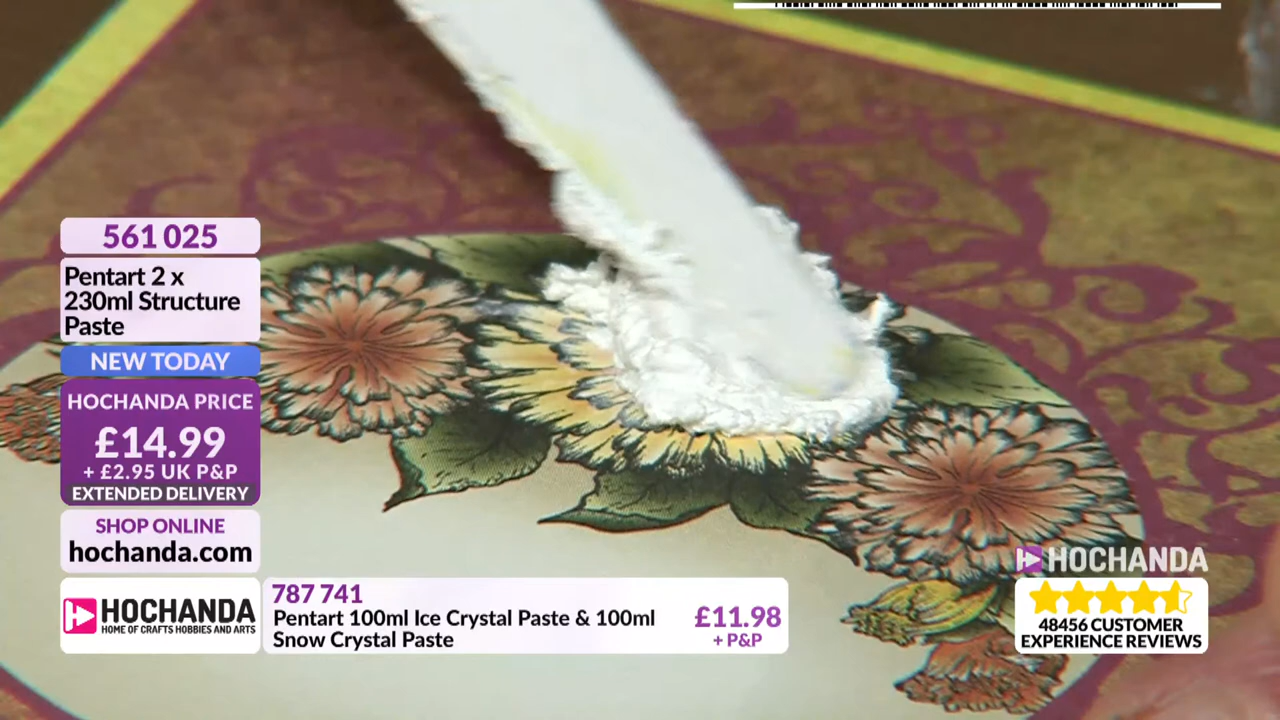 561 025
Pentart 2 x
230ml Structure
Paste
NEW TODAY
HOCHANDA PRICE
£14.99
+ £2.95 UK P&P
EXTENDED DELIVERY
SHOP ONLINE
hochanda.com
HOCHANDA
HOME OF CRAFTS HOBBIES AND ARTS
787 741
Pentart 100ml Ice Crystal Paste & 100ml
Snow Crystal Paste
£11.98
+ P&P
HOCHANDA
48456 CUSTOMER
EXPERIENCE REVIEWS